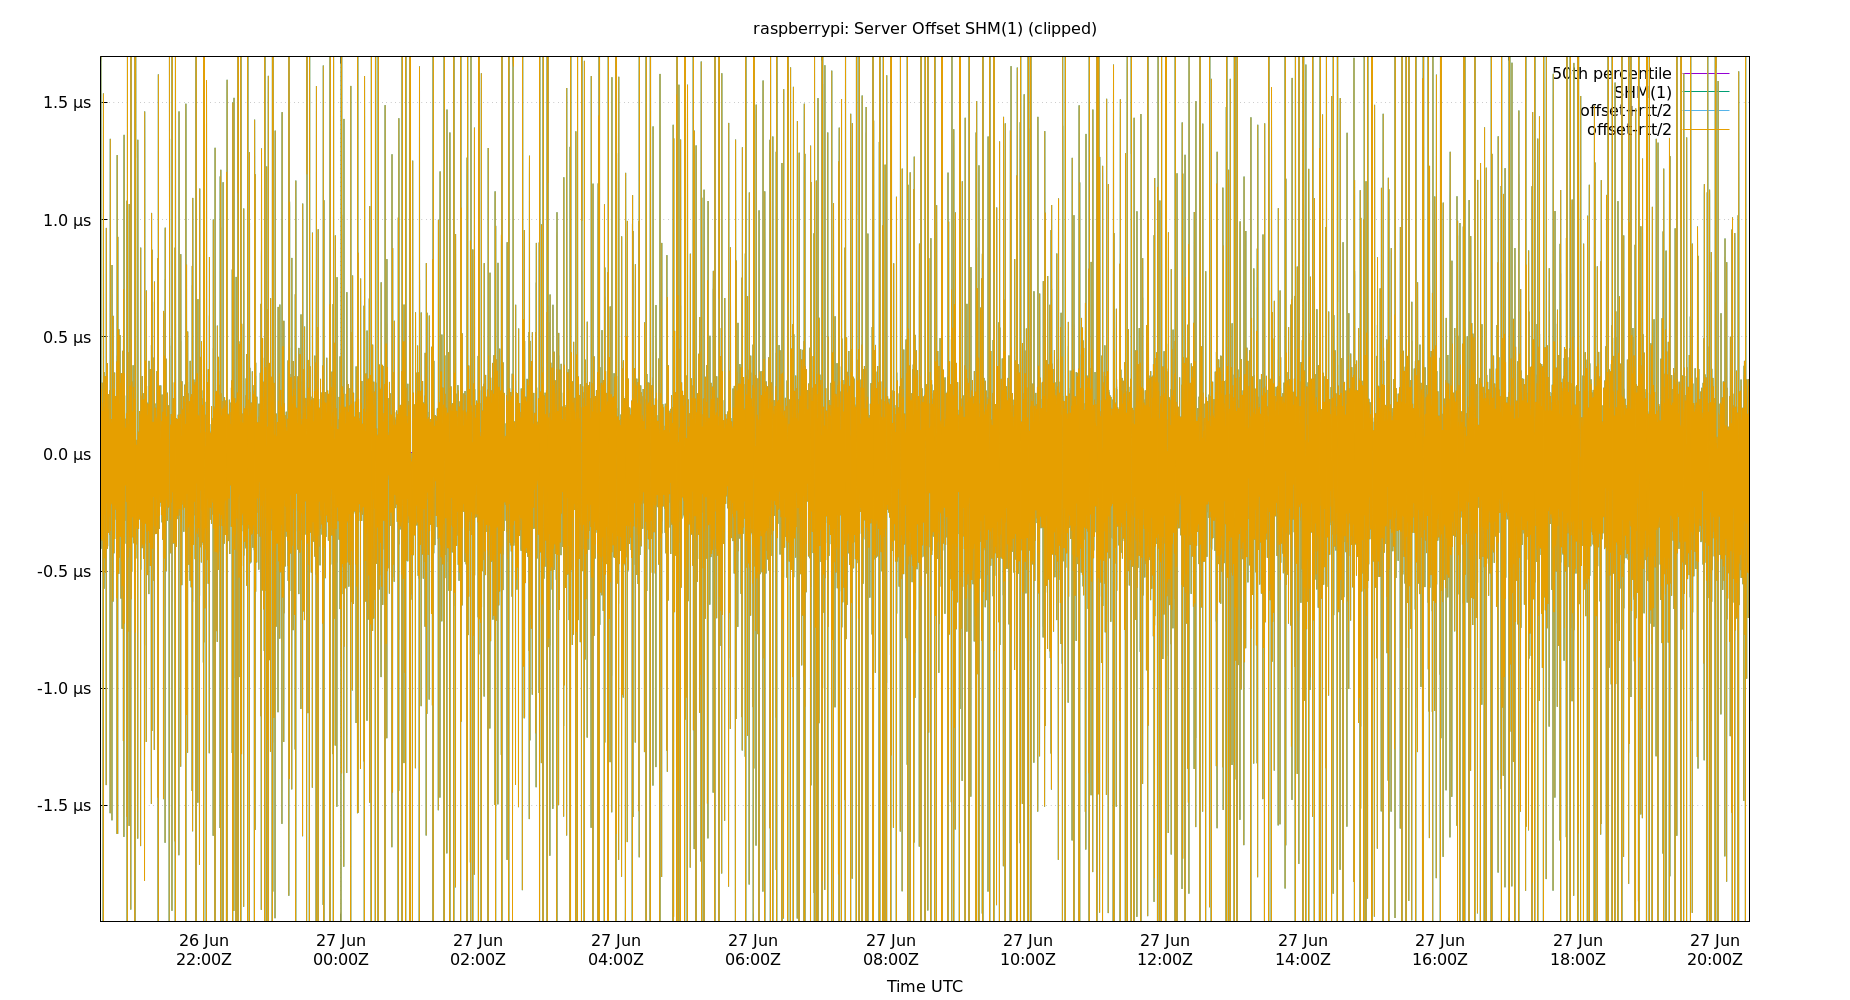 raspberrypi: Server Offset SHM(1) (clipped)
50th percentile
SHM(1)
offset+rtt/2
offset-rtt/2
1.5 µs
1.0 µs
0.5 µs
0.0 µs
-0.5 µs
-1.0 µs
-1.5 µs
26 Jun 27 Jun 27 Jun 27 Jun 27 Jun 27 Jun 27 Jun 27 Jun 27 Jun 27 Jun 27 Jun 27 Jun
22:00Z 00:00Z 02:00Z 04:00Z 06:00Z 08:00Z 10:00Z 12:00Z 14:00Z 16:00Z 18:00Z 20:00Z
Time UTC